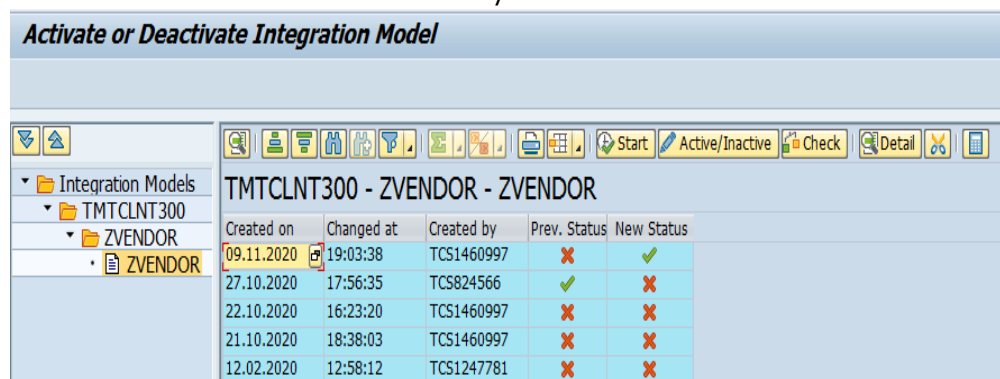 Activate or Deactivate Integration Model
Start Active/Inactive Check Detail
Integration Models
TMTCLNT300
ZVENDOR
ZVENDOR
TMTCLNT300 - ZVENDOR - ZVENDOR
Created on Changed at Created by Prev. Status New Status
09.11.2020 19:03:38 TCS1460997
27.10.2020 17:56:35 TCS824566
22.10.2020 16:23:20 TCS1460997
21.10.2020 18:38:03 TCS1460997
12.02.2020 12:58:12 TCS1247781